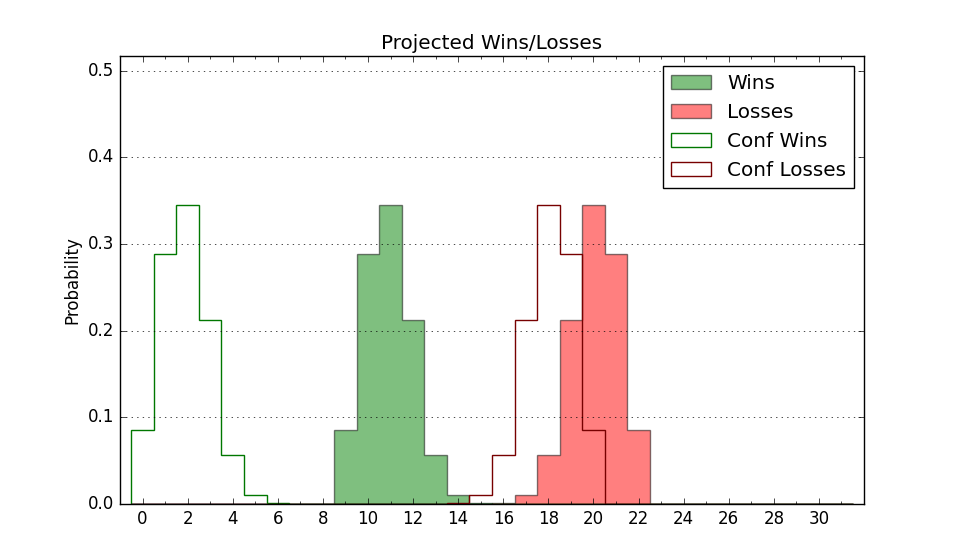 Projected Wins/Losses
0.5
0.4
0.3
0.2
0.1
0.0
Probability
Wins
Losses
Conf Wins
Conf Losses
0 2 4 6 8 10 12 14 16 18 20 22 24 26 28 30